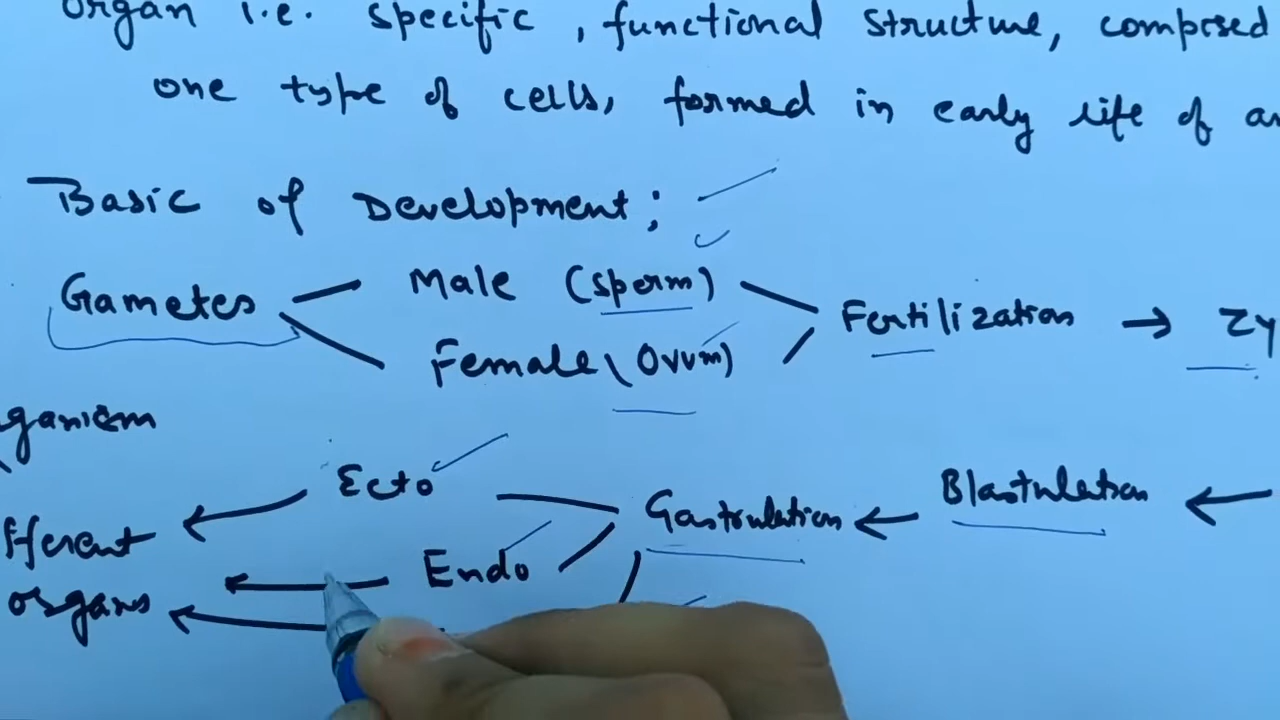 organ i.e. specific, functional structure, composed
one type of cells, formed in early life of an
Basic of Development;
Gametes Male (Sperm) Fertilization → Zy
Female (Ovum)
ganism
Ecto Gastrulation ← Blastulation ←
fferent Endo
organs